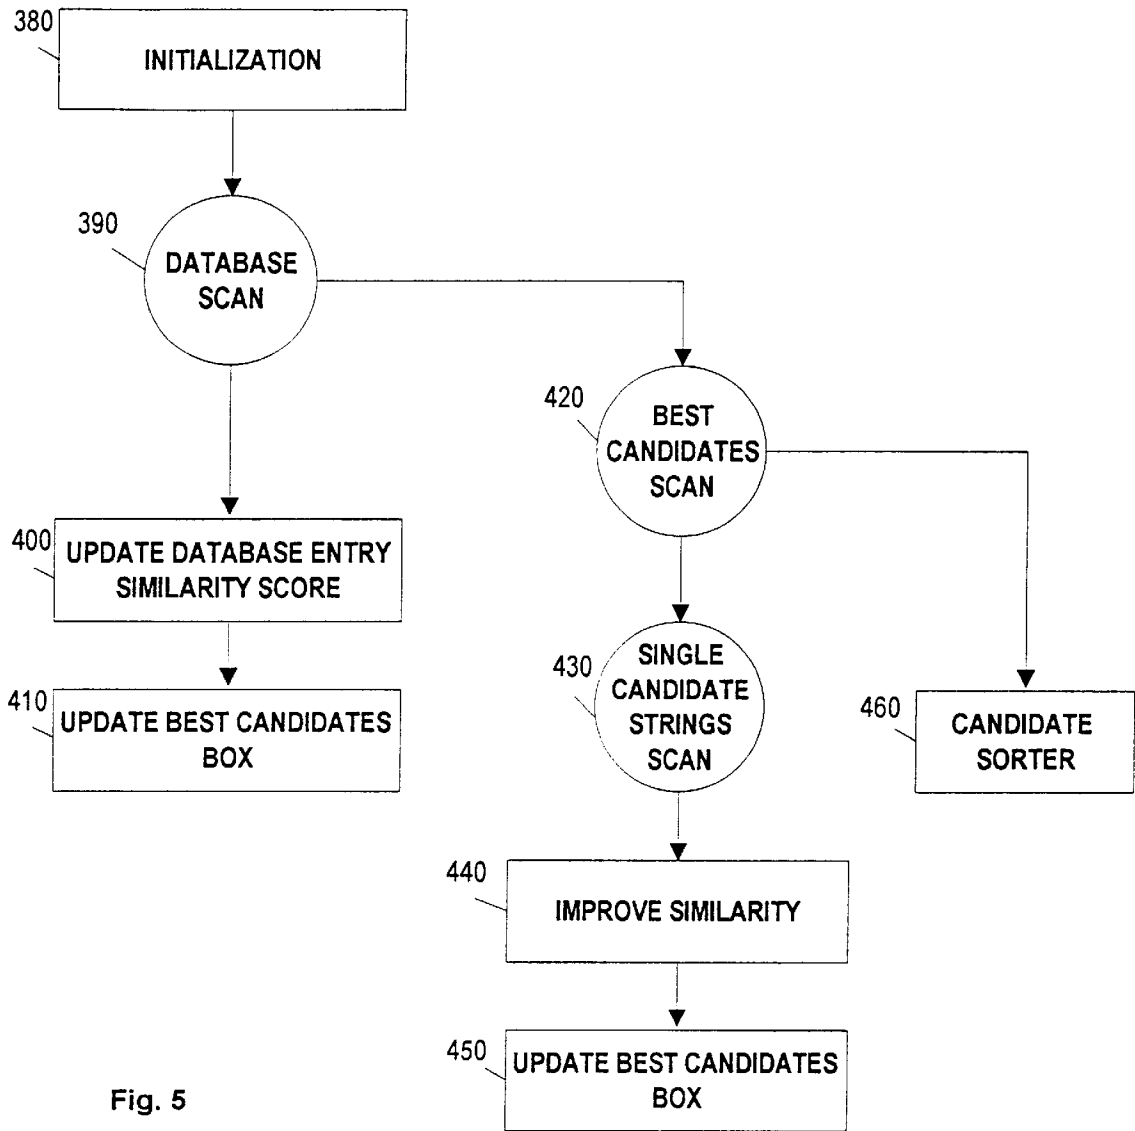 380
INITIALIZATION
390
DATABASE
SCAN
420
BEST
CANDIDATES
SCAN
400
UPDATE DATABASE ENTRY
SIMILARITY SCORE
430
SINGLE
CANDIDATE
STRINGS
SCAN
410
UPDATE BEST CANDIDATES
BOX
460
CANDIDATE
SORTER
440
IMPROVE SIMILARITY
450
UPDATE BEST CANDIDATES
BOX
Fig. 5